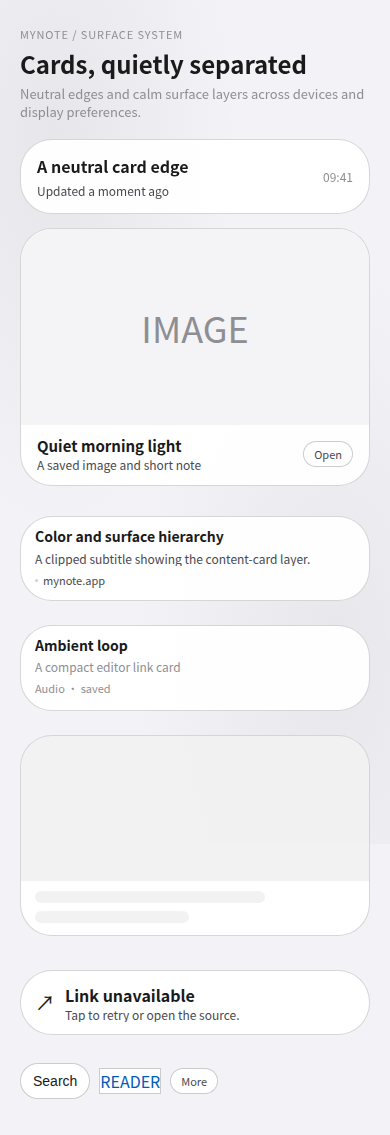 MYNOTE / SURFACE SYSTEM
Cards, quietly separated
Neutral edges and calm surface layers across devices and
display preferences.
A neutral card edge
Updated a moment ago
09:41
IMAGE
Quiet morning light
A saved image and short note
Open
Color and surface hierarchy
A clipped subtitle showing the content-card layer.
mynote.app
Ambient loop
A compact editor link card
Audio • saved
↗ Link unavailable
Tap to retry or open the source.
Search
READER
More